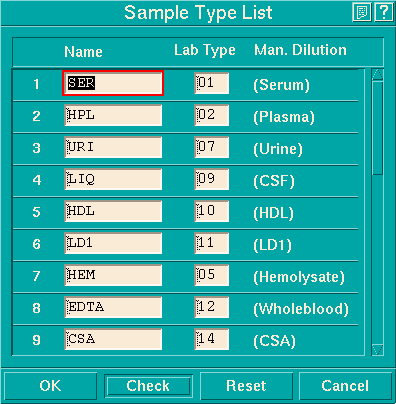 Sample Type List ?
Name Lab Type Man. Dilution
1 SER 01 (Serum)
2 HPL 02 (Plasma)
3 URI 07 (Urine)
4 LIQ 09 (CSF)
5 HDL 10 (HDL)
6 LD1 11 (LD1)
7 HEM 05 (Hemolysate)
8 EDTA 12 (Wholeblood)
9 CSA 14 (CSA)
OK Check Reset Cancel